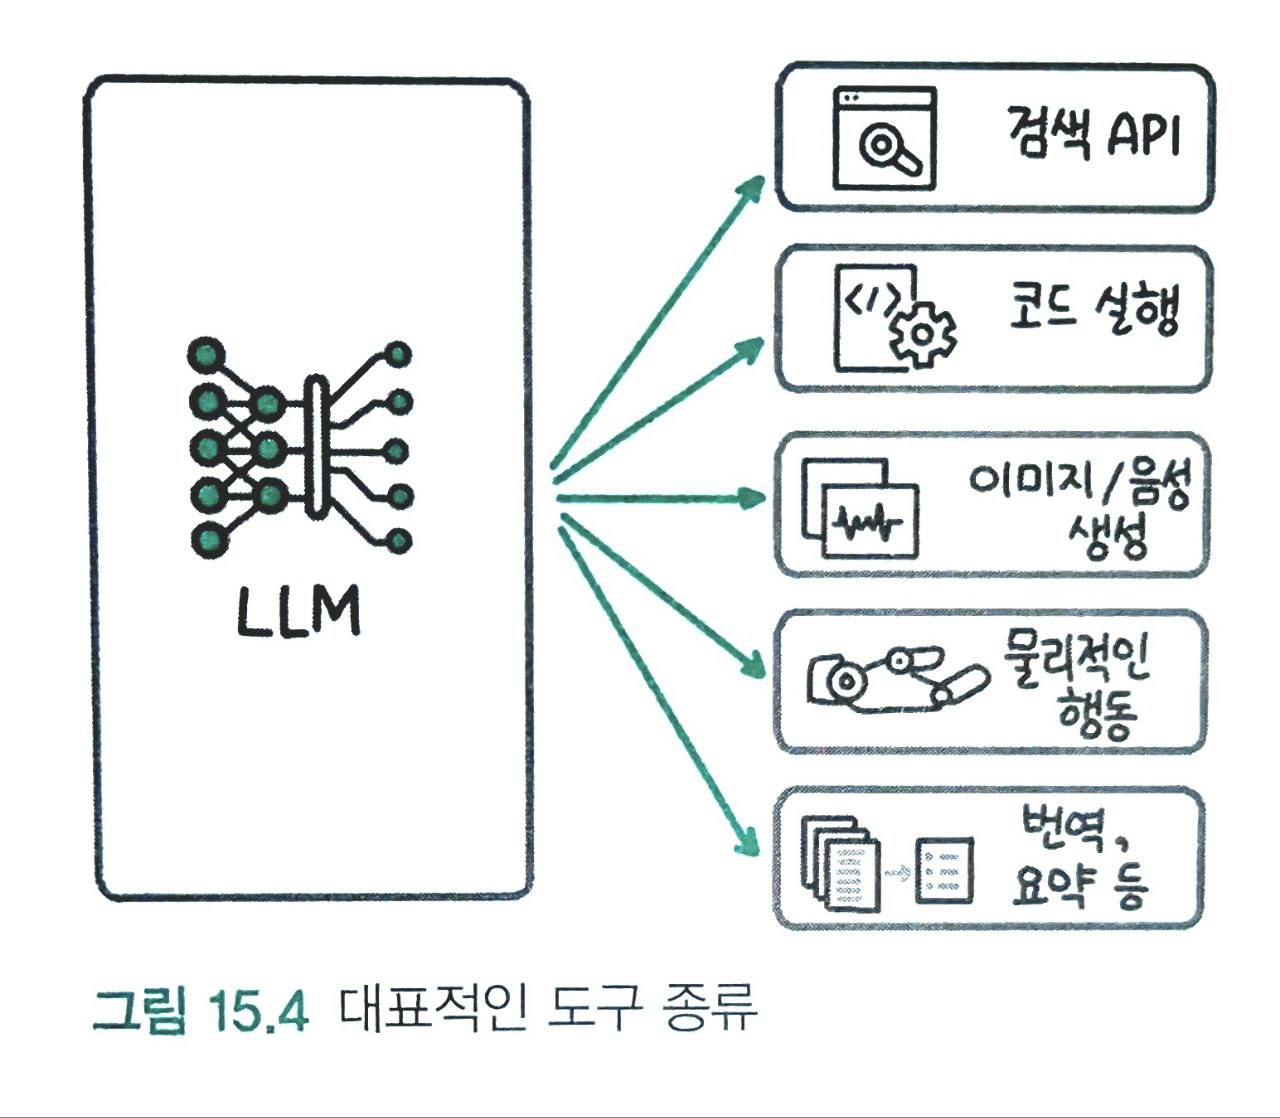 LLM
검색 API
</>
코드 실행
이미지/음성
생성
물리적인
행동
번역,
요약 등
그림 15.4 대표적인 도구 종류